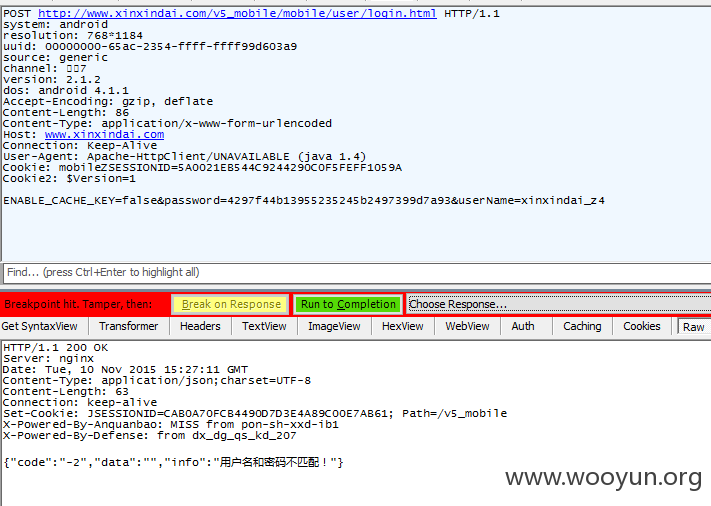 POST http://www.xinxindai.com/v5_mobile/mobile/user/login.html HTTP/1.1
system: android
resolution: 768*1184
uuid: 00000000-65ac-2354-ffff-ffff99d603a9
source: generic
channel: 7
version: 2.1.2
dos: android 4.1.1
Accept-Encoding: gzip, deflate
Content-Length: 86
Content-Type: application/x-www-form-urlencoded
Host: www.xinxindai.com
Connection: Keep-Alive
User-Agent: Apache-HttpClient/UNAVAILABLE (java 1.4)
Cookie: mobileZSESSIONID=5A0021EB544C9244290C0F5FEFF1059A
Cookie2: $Version=1
ENABLE_CACHE_KEY=false&password=4297f44b13955235245b2497399d7a93&userName=xinxindai_z4
Find... (press Ctrl+Enter to highlight all)
Breakpoint hit. Tamper, then: Break on Response Run to Completion Choose Response...
Get SyntaxView Transformer Headers TextView ImageView HexView WebView Auth Caching Cookies Raw
HTTP/1.1 200 OK
Server: nginx
Date: Tue, 10 Nov 2015 15:27:11 GMT
Content-Type: application/json;charset=UTF-8
Content-Length: 63
Connection: keep-alive
Set-Cookie: JSESSIONID=CAB0A70FCB4490D7D3E4A89C00E7AB61; Path=/v5_mobile
X-Powered-By-Anquanbao: MISS from pon-sh-xxd-ib1
X-Powered-By-Defense: from dx_dg_qs_kd_207
{"code":"-2","data":"","info":"用户名和密码不匹配！"}
www.wooyun.org